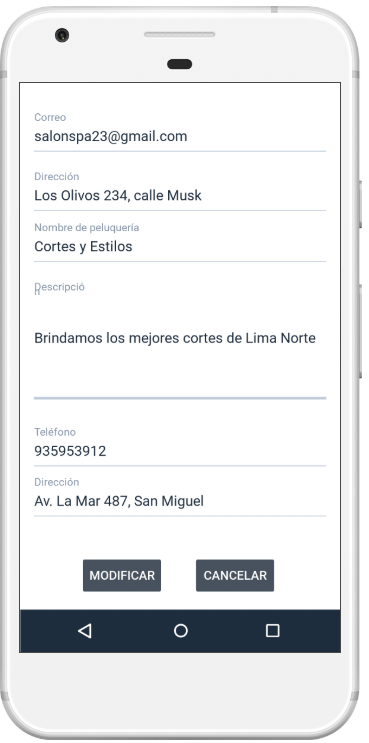 Correo
salonspa23@gmail.com
Dirección
Los Olivos 234, calle Musk
Nombre de peluquería
Cortes y Estilos
Descripció
n
Brindamos los mejores cortes de Lima Norte
Teléfono
935953912
Dirección
Av. La Mar 487, San Miguel
MODIFICAR CANCELAR